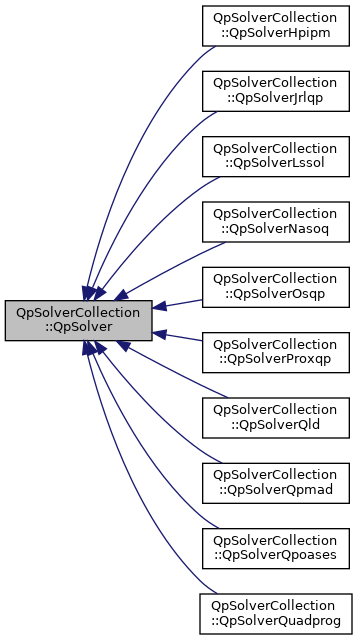 QpSolverCollection
::QpSolverHpipm
QpSolverCollection
::QpSolverJrlqp
QpSolverCollection
::QpSolverLssol
QpSolverCollection
::QpSolverNasoq
QpSolverCollection
::QpSolverOsqp
QpSolverCollection
::QpSolver
QpSolverCollection
::QpSolverProxqp
QpSolverCollection
::QpSolverQld
QpSolverCollection
::QpSolverQpmad
QpSolverCollection
::QpSolverQpoases
QpSolverCollection
::QpSolverQuadprog